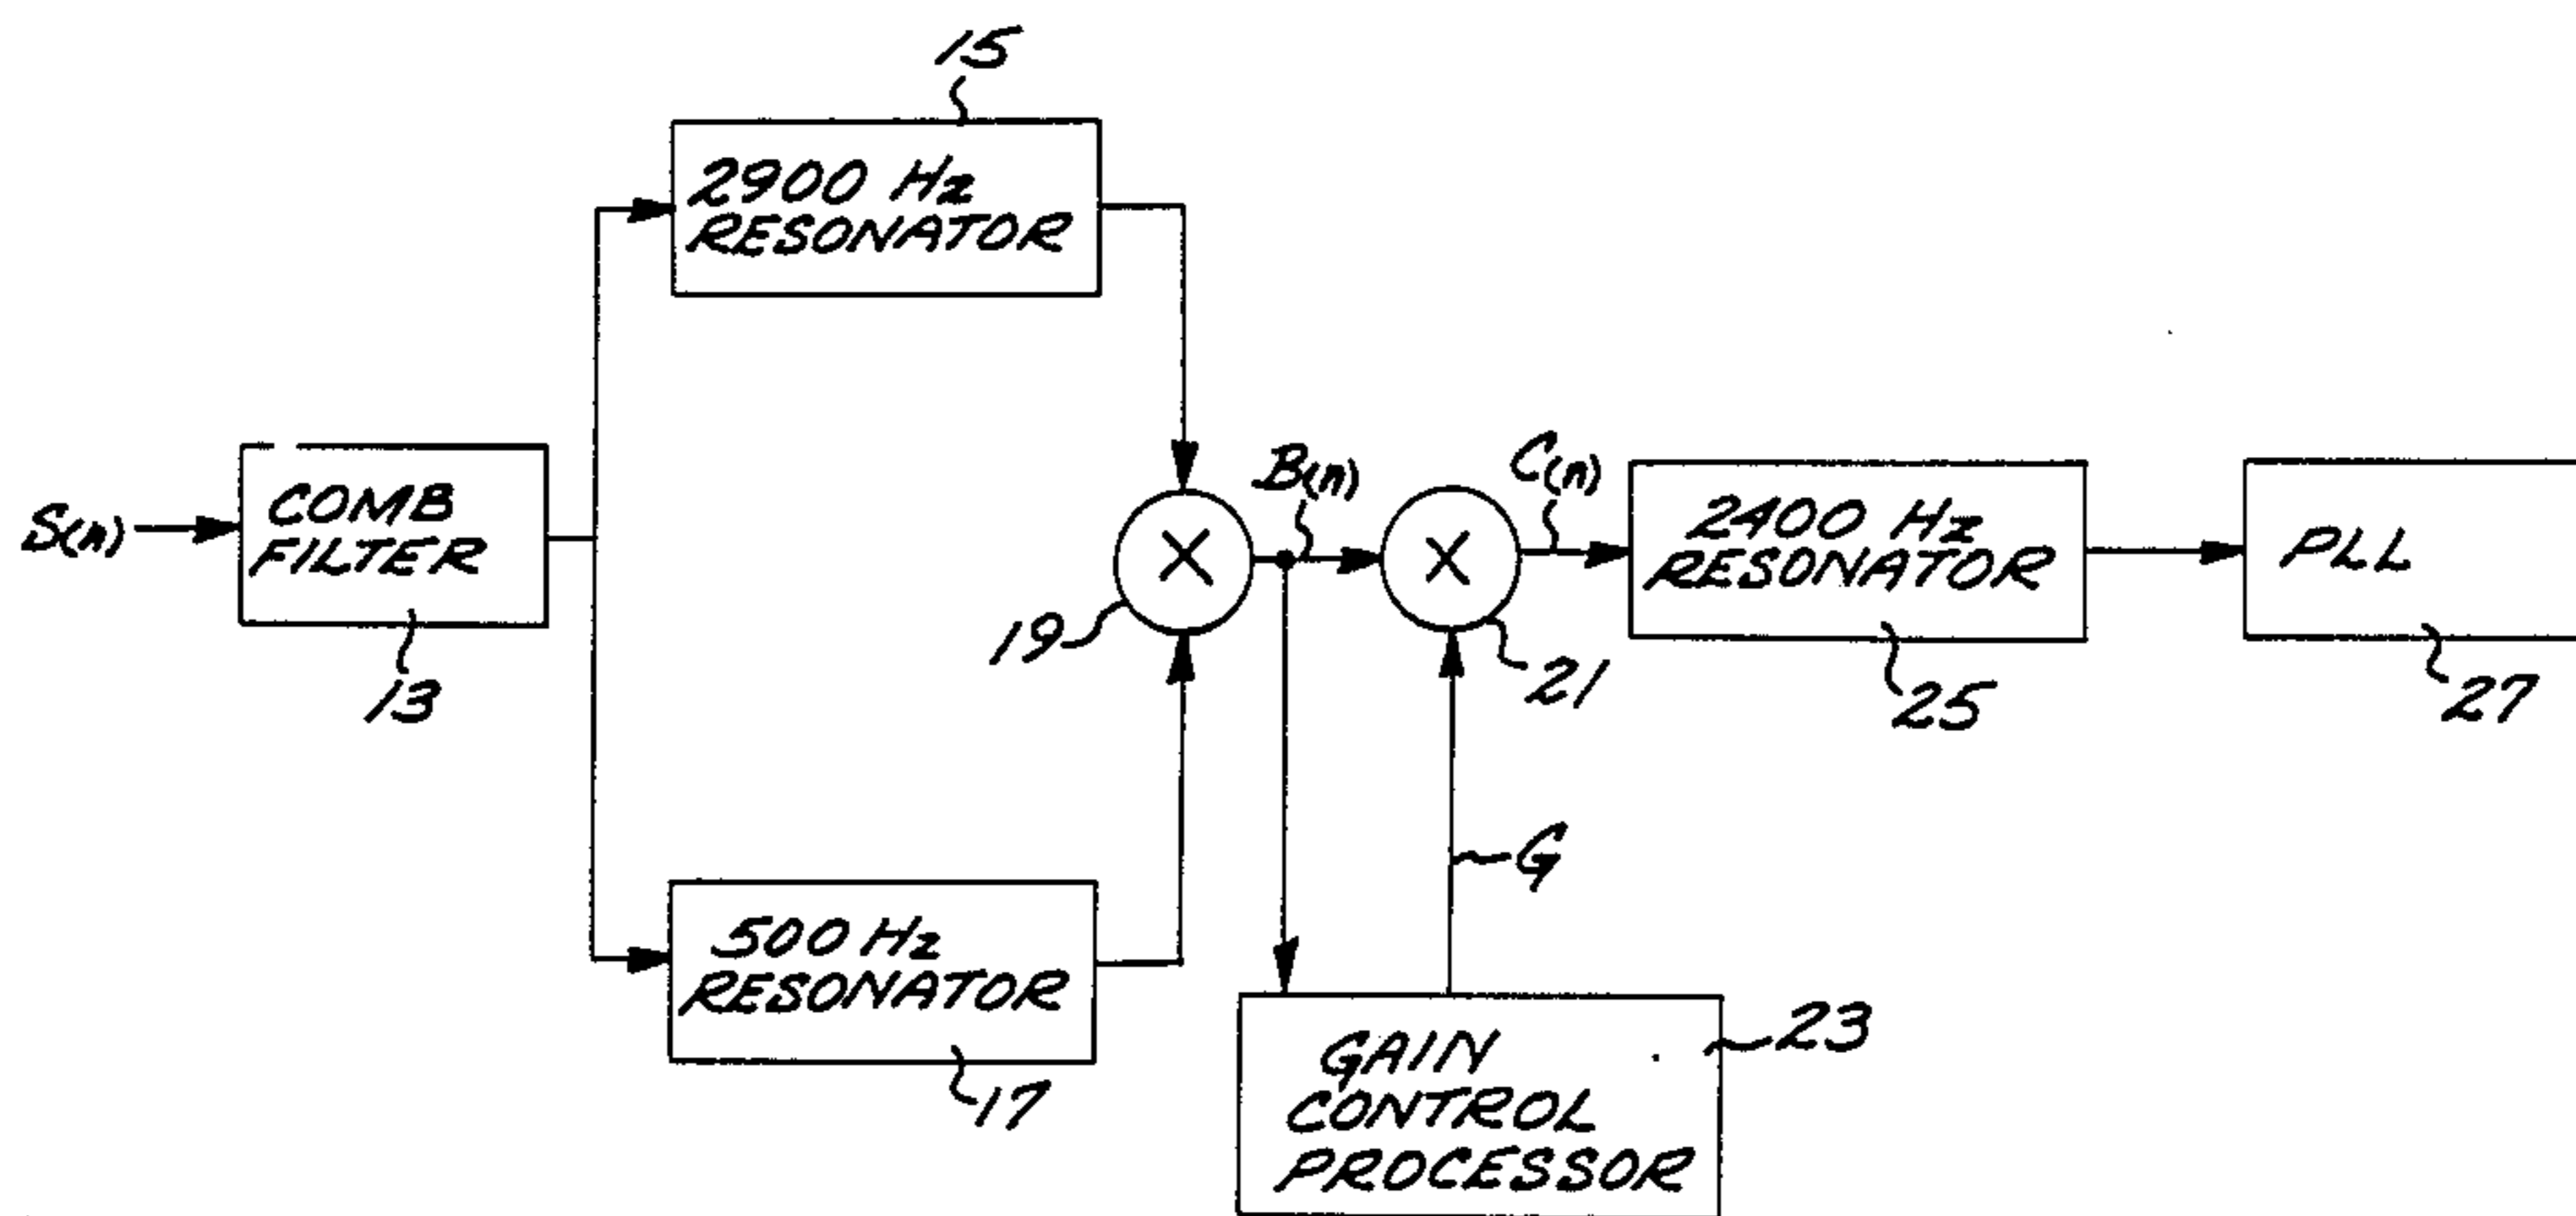 15
2900 Hz
RESONATOR
S(n)
COMB
FILTER
13
19
B(n)
C(n)
21
2400 Hz
RESONATOR
25
PLL
27
500 Hz
RESONATOR
17
G
GAIN
CONTROL
PROCESSOR
23